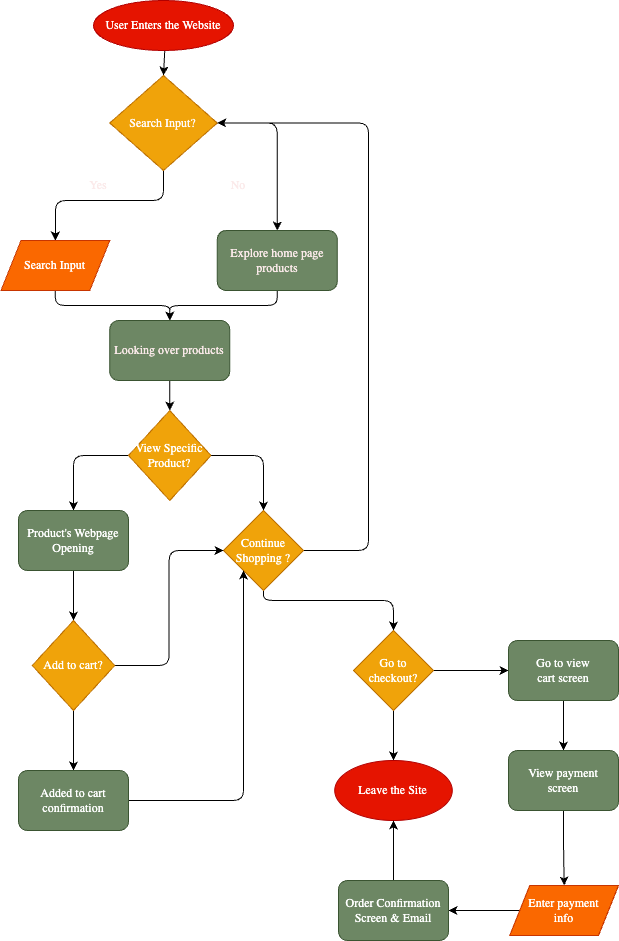 User Enters the Website
Search Input?
Yes
No
Search Input
Explore home page
products
Looking over products
View Specific
Product?
Product's Webpage
Opening
Continue
Shopping ?
Add to cart?
Go to
checkout?
Go to view
cart screen
Added to cart
confirmation
Leave the Site
View payment
screen
Order Confirmation
Screen & Email
Enter payment
info